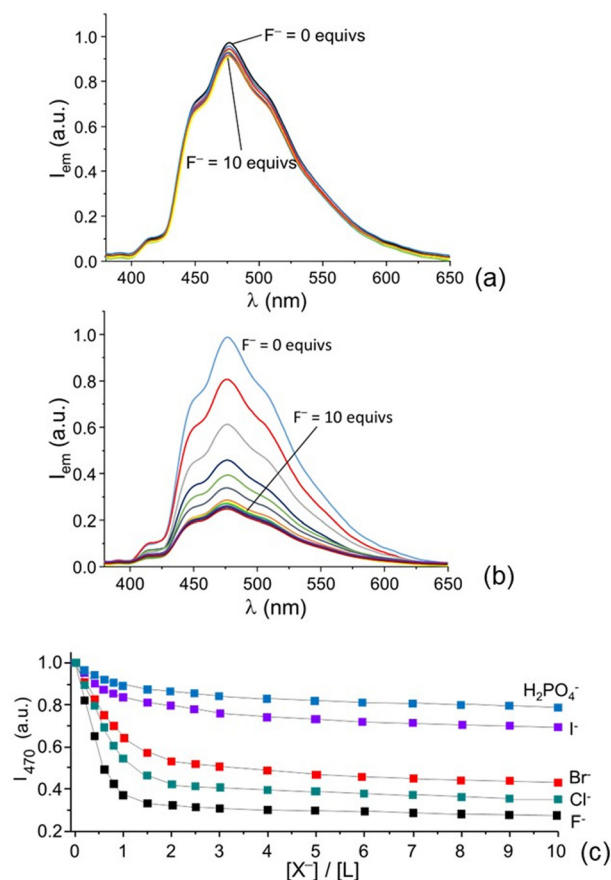 F⁻ = 0 equivs
1.0
0.8
0.6
0.4
0.2
0.0
I_em (a.u.)
F⁻ = 10 equivs
400 450 500 550 600 650
λ (nm)
(a)
1.0
0.8
0.6
0.4
0.2
0.0
I_em (a.u.)
F⁻ = 0 equivs
F⁻ = 10 equivs
400 450 500 550 600 650
λ (nm)
(b)
1.0
0.8
0.6
0.4
0.2
I₄₇₀ (a.u.)
H₂PO₄⁻
I⁻
Br⁻
Cl⁻
F⁻
0 1 2 3 4 5 6 7 8 9 10
[X⁻] / [L]
(c)